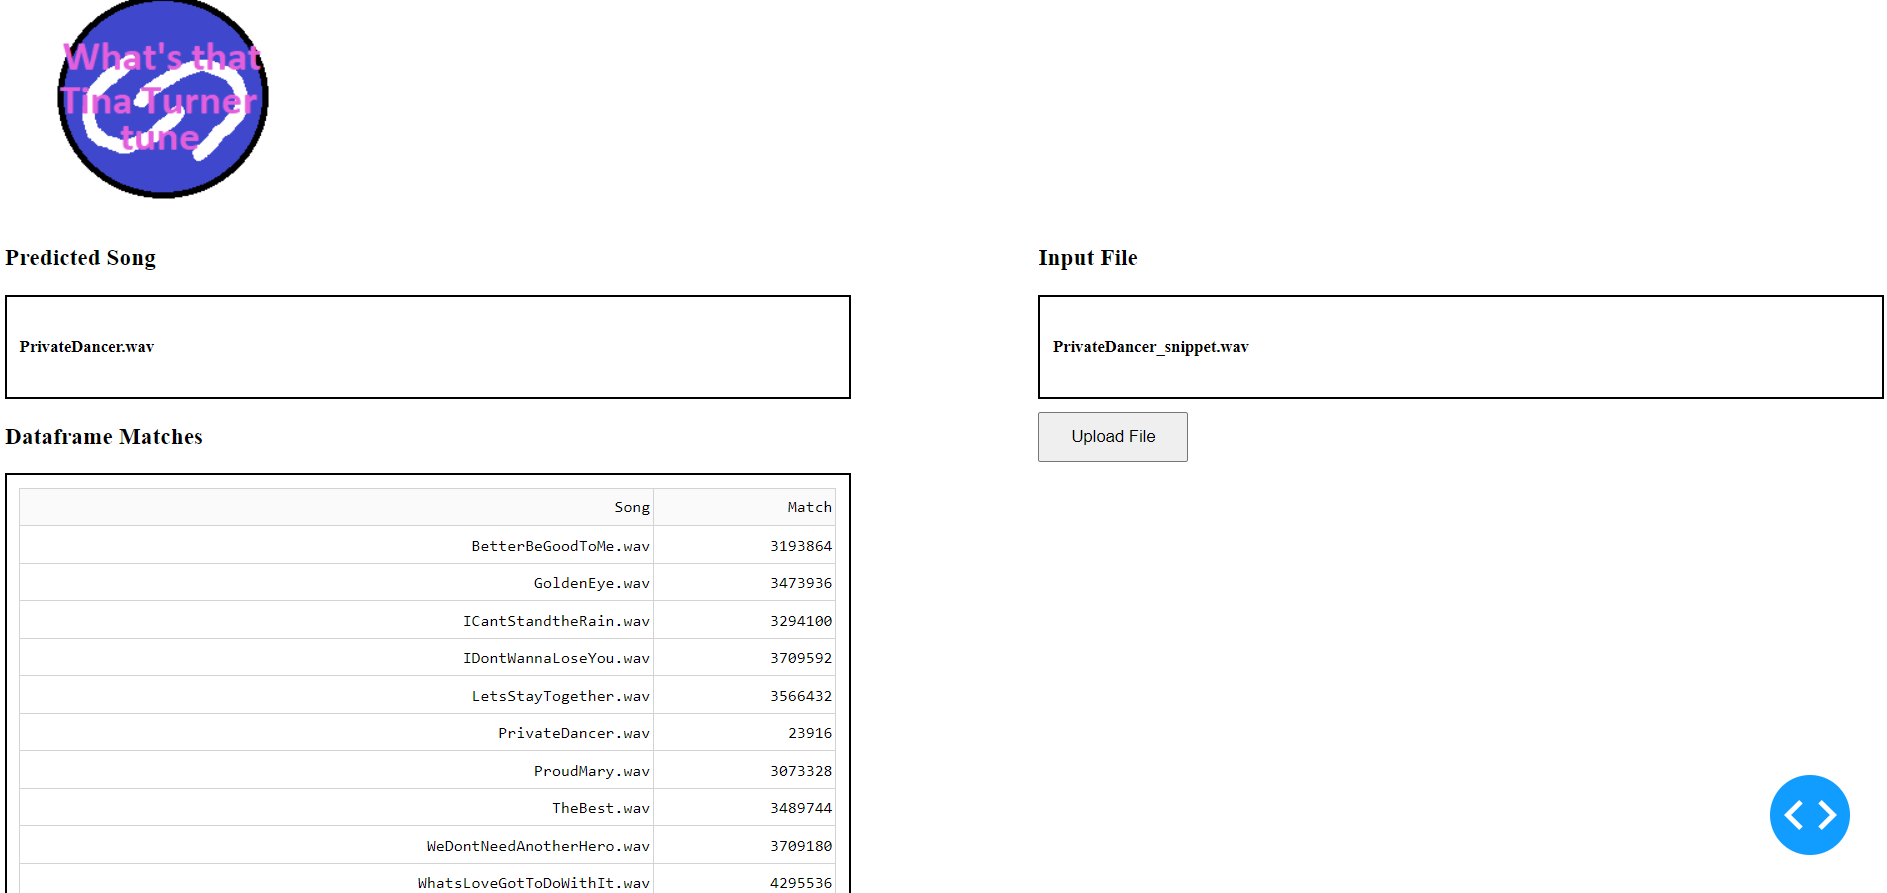 What's that
Tina Turner
tune
Predicted Song
PrivateDancer.wav
Dataframe Matches
Song Match
BetterBeGoodToMe.wav 3193864
GoldenEye.wav 3473936
ICantStandtheRain.wav 3294100
IDontWannaLoseYou.wav 3709592
LetsStayTogether.wav 3566432
PrivateDancer.wav 23916
ProudMary.wav 3073328
TheBest.wav 3489744
WeDontNeedAnotherHero.wav 3709180
WhatsLoveGotToDoWithIt.wav 4295536
Input File
PrivateDancer_snippet.wav
Upload File